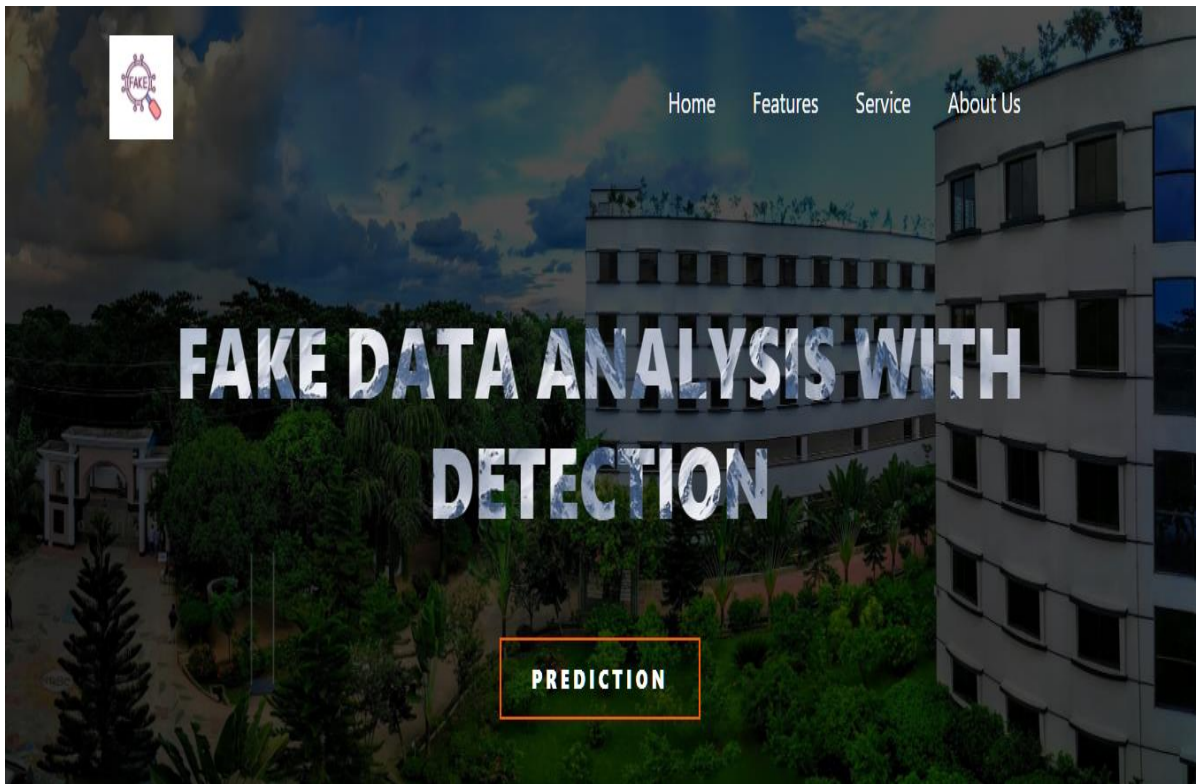 FAKE
Home Features Service About Us
FAKE DATA ANALYSIS WITH
DETECTION
PREDICTION